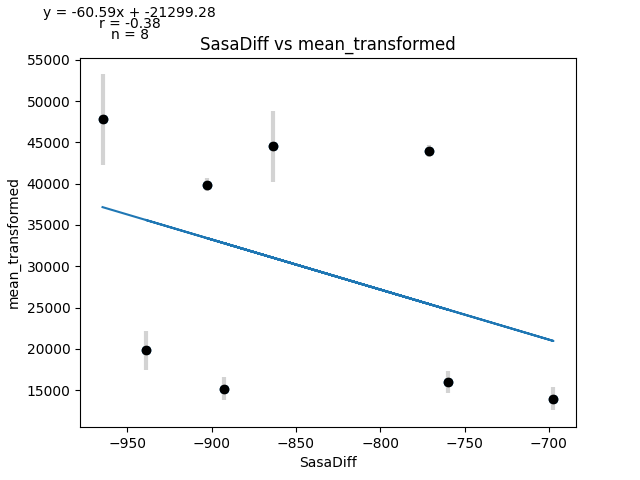 y = -60.59x + -21299.28
r = -0.38
n = 8
SasaDiff vs mean_transformed
55000
50000
45000
40000
35000
30000
25000
20000
15000
mean_transformed
−950
−900
−850
−800
−750
−700
SasaDiff